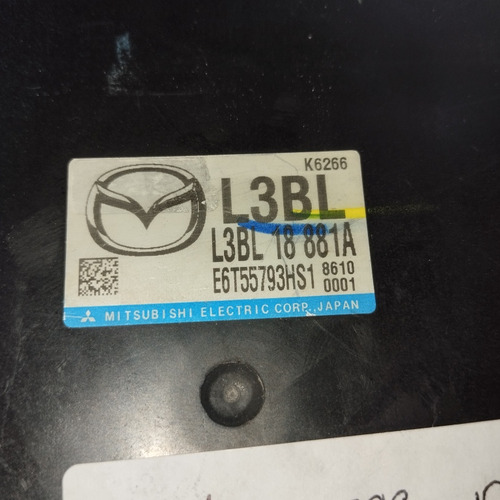 K6266
L3BL
L3BL 18 881A
E6T55793HS1 8610
0001
MITSUBISHI ELECTRIC CORP., JAPAN